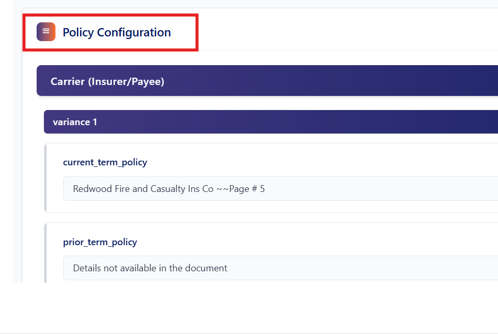 Policy Configuration
Carrier (Insurer/Payee)
variance 1
current_term_policy
Redwood Fire and Casualty Ins Co ~~Page # 5
prior_term_policy
Details not available in the document